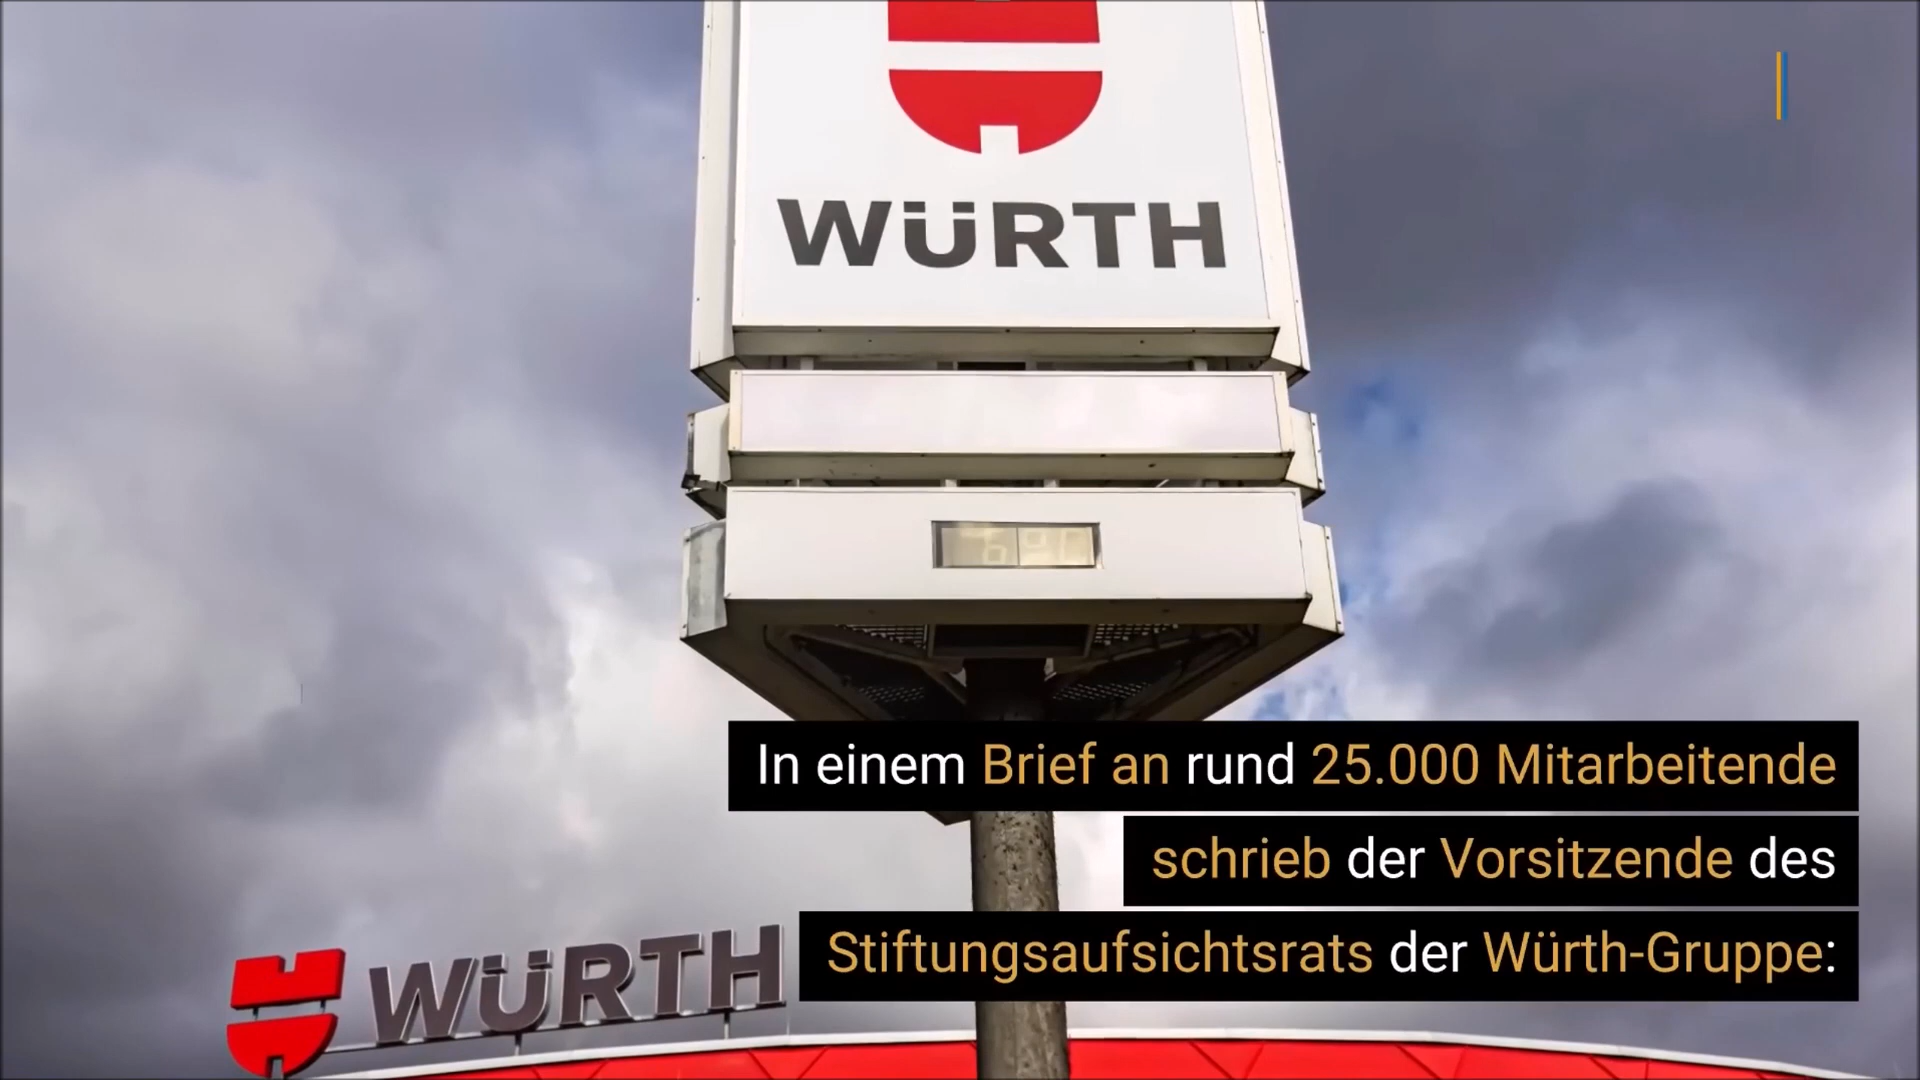 WÜRTH
In einem Brief an rund 25.000 Mitarbeitende
schrieb der Vorsitzende des
Stiftungsaufsichtsrats der Würth-Gruppe:
WÜRTH